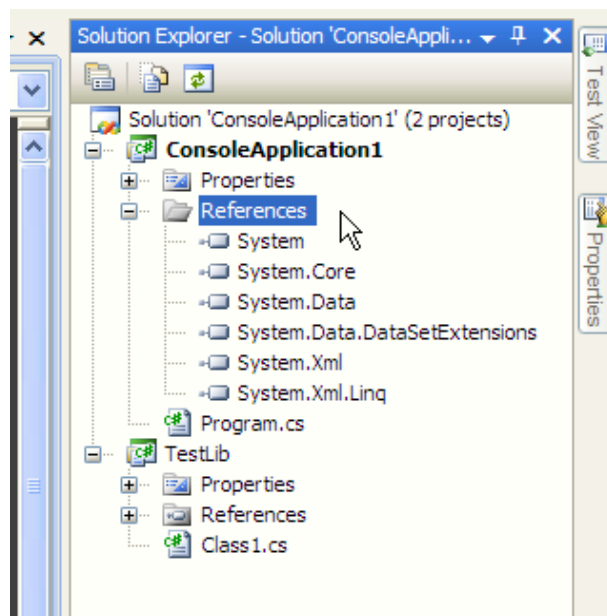 Solution Explorer - Solution 'ConsoleAppli...
Solution 'ConsoleApplication1' (2 projects)
ConsoleApplication1
Properties
References
System
System.Core
System.Data
System.Data.DataSetExtensions
System.Xml
System.Xml.Linq
Program.cs
TestLib
Properties
References
Class1.cs
Test View
Properties